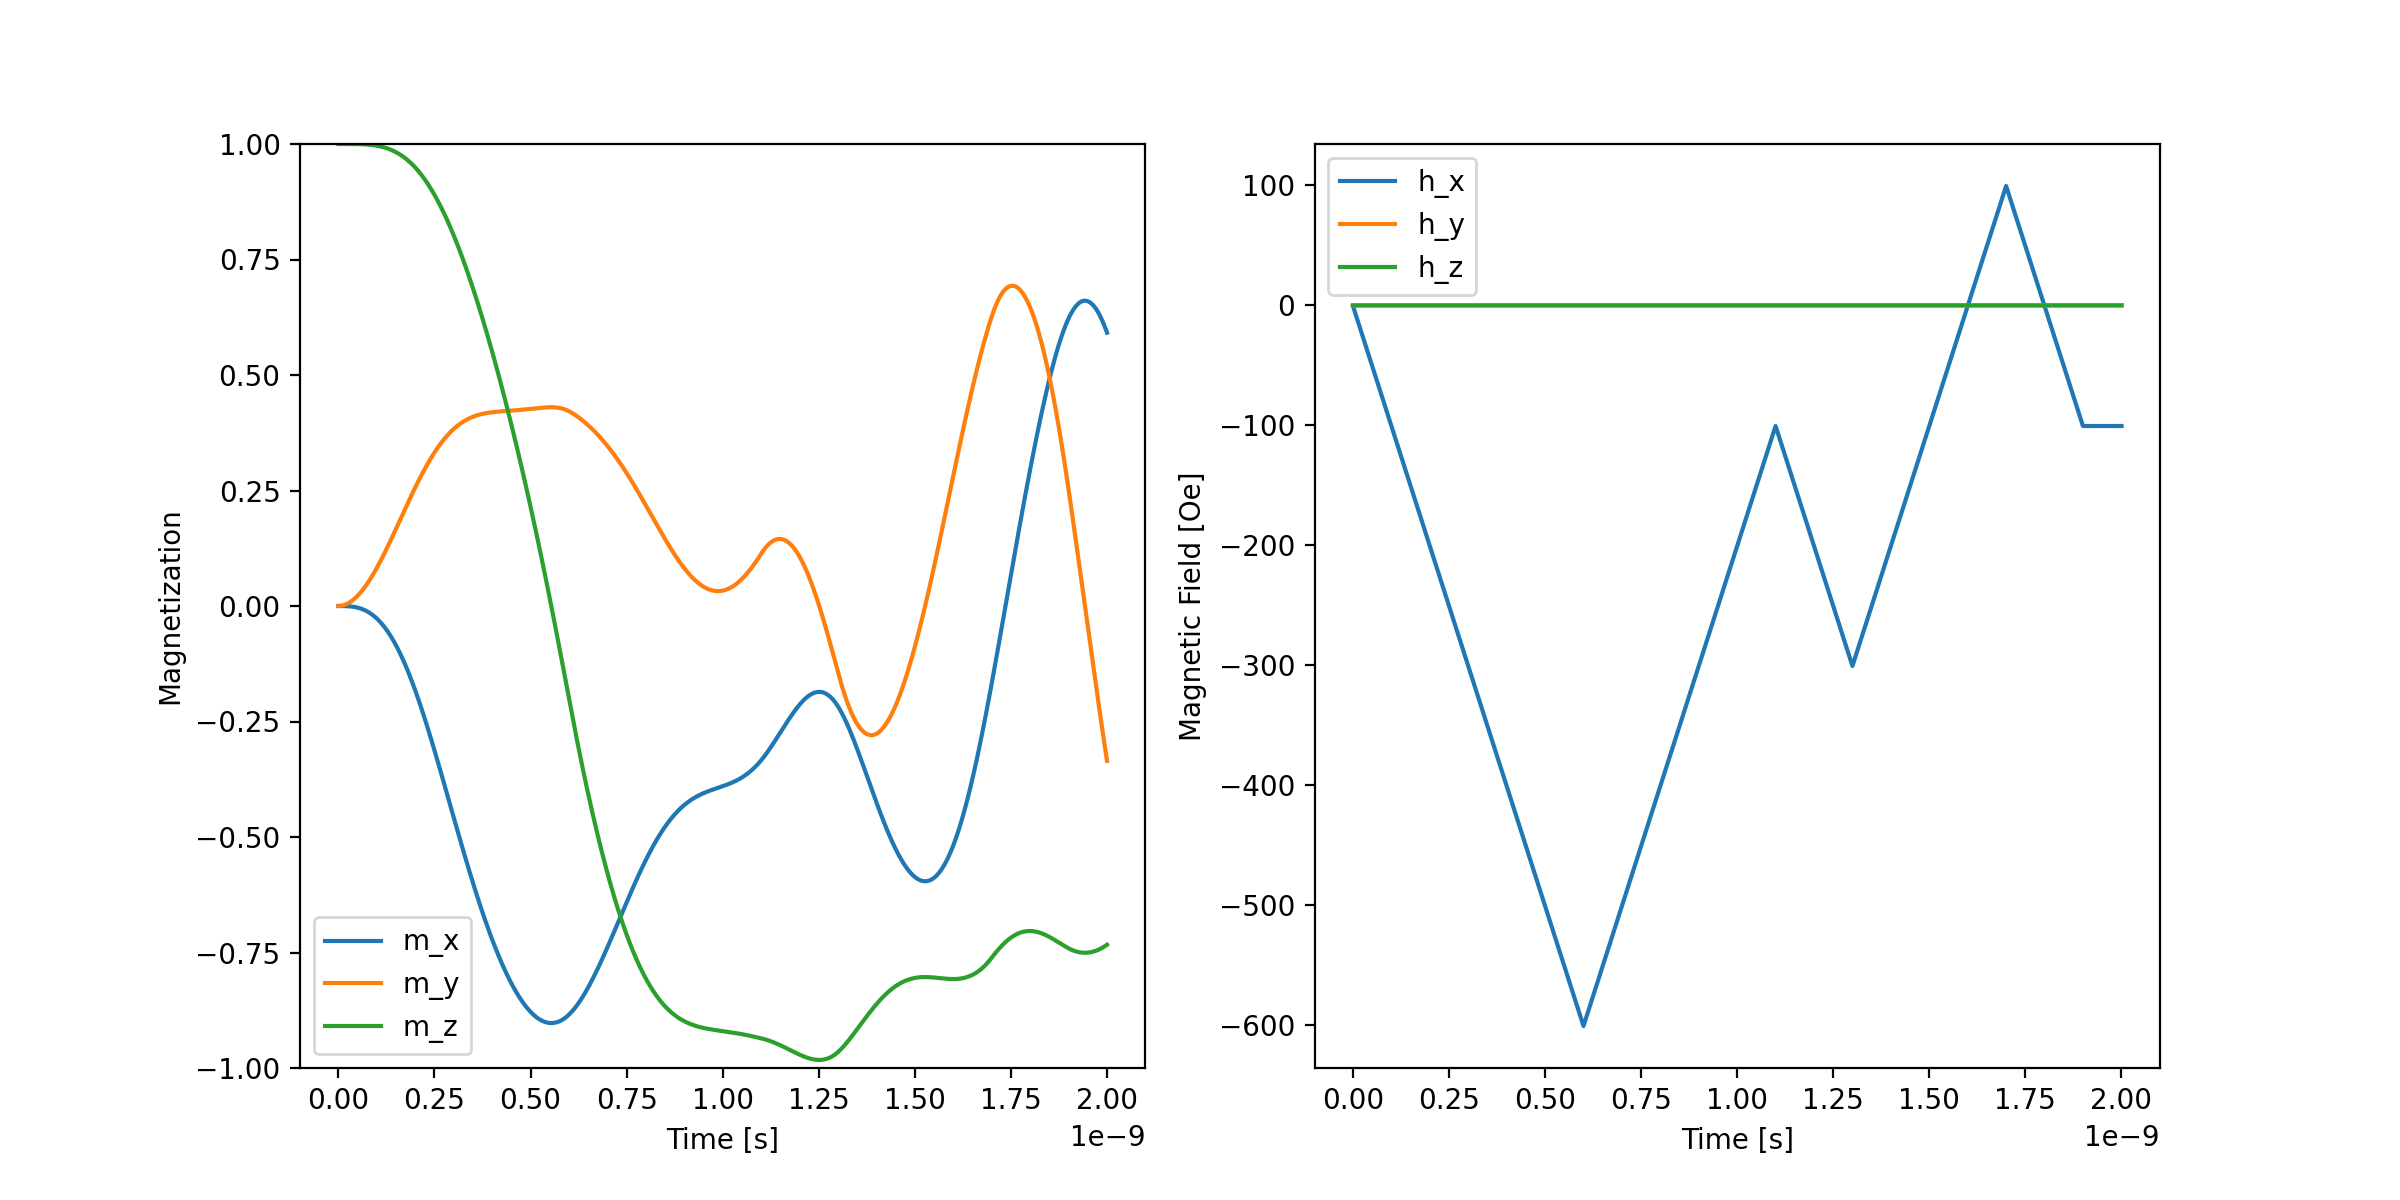 1.00
0.75
0.50
0.25
0.00
−0.25
−0.50
−0.75
−1.00
Magnetization
m_x
m_y
m_z
0.00 0.25 0.50 0.75 1.00 1.25 1.50 1.75 2.00
Time [s]
1e−9
100
0
−100
−200
−300
−400
−500
−600
Magnetic Field [Oe]
h_x
h_y
h_z
0.00 0.25 0.50 0.75 1.00 1.25 1.50 1.75 2.00
Time [s]
1e−9